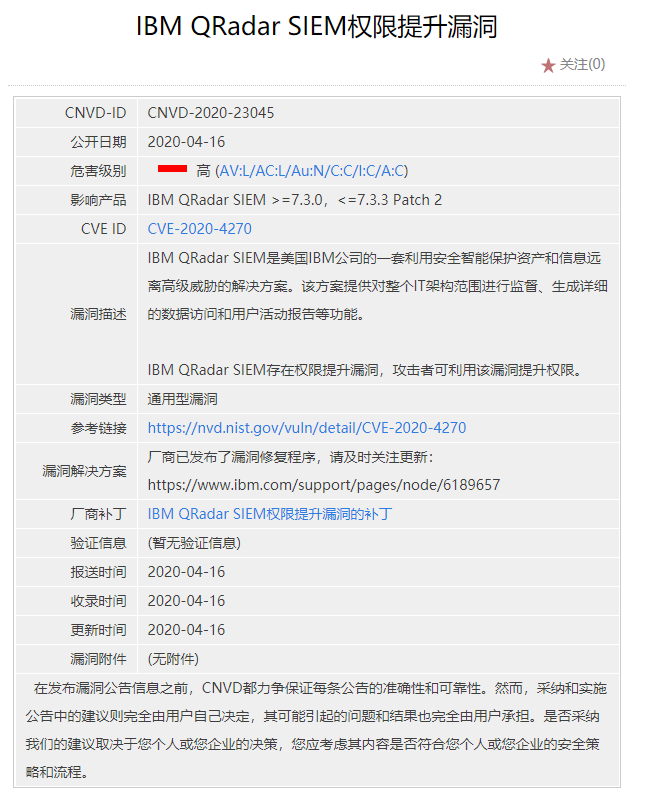 IBM QRadar SIEM权限提升漏洞
关注(0)
CNVD-ID CNVD-2020-23045
公开日期 2020-04-16
危害级别 高 (AV:L/AC:L/Au:N/C:C/I:C/A:C)
影响产品 IBM QRadar SIEM >=7.3.0，<=7.3.3 Patch 2
CVE ID CVE-2020-4270
IBM QRadar SIEM是美国IBM公司的一套利用安全智能保护资产和信息远
离高级威胁的解决方案。该方案提供对整个IT架构范围进行监督、生成详细
漏洞描述 的数据访问和用户活动报告等功能。
IBM QRadar SIEM存在权限提升漏洞，攻击者可利用该漏洞提升权限。
漏洞类型 通用型漏洞
参考链接 https://nvd.nist.gov/vuln/detail/CVE-2020-4270
漏洞解决方案 厂商已发布了漏洞修复程序，请及时关注更新：
https://www.ibm.com/support/pages/node/6189657
厂商补丁 IBM QRadar SIEM权限提升漏洞的补丁
验证信息 (暂无验证信息)
报送时间 2020-04-16
收录时间 2020-04-16
更新时间 2020-04-16
漏洞附件 (无附件)
在发布漏洞公告信息之前，CNVD都力争保证每条公告的准确性和可靠性。然而，采纳和实施
公告中的建议则完全由用户自己决定，其可能引起的问题和结果也完全由用户承担。是否采纳
我们的建议取决于您个人或您企业的决策，您应考虑其内容是否符合您个人或您企业的安全策
略和流程。